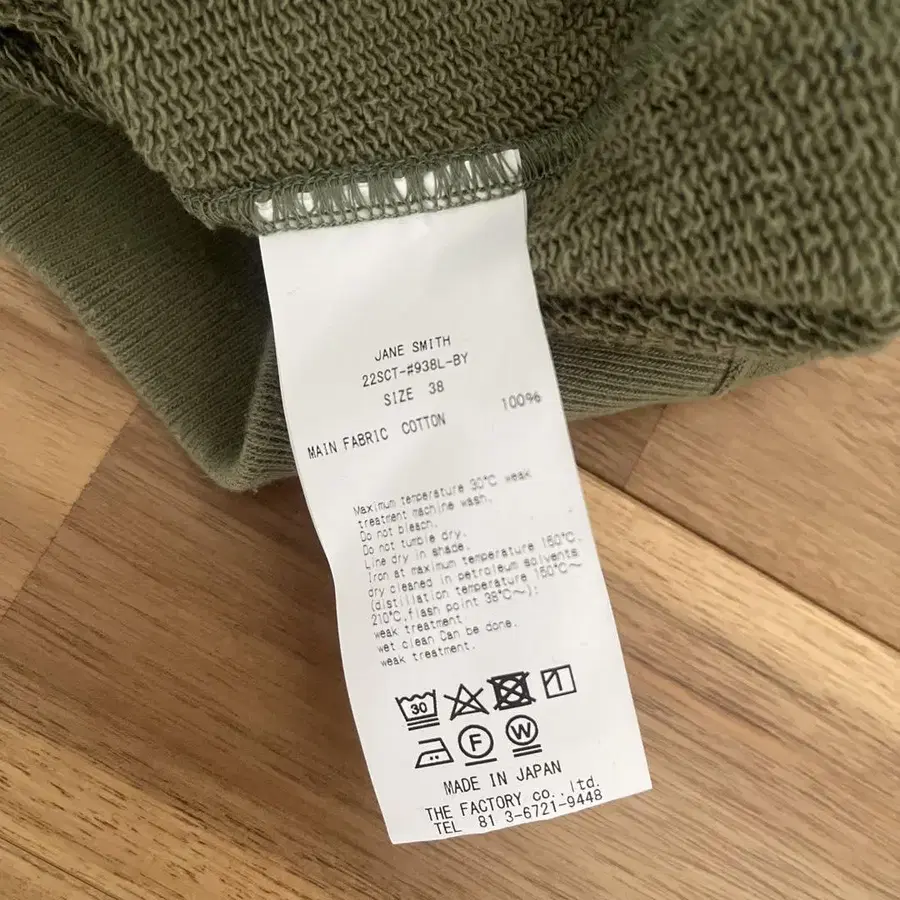 JANE SMITH
22SCT-#938L-BY
SIZE 38
MAIN FABRIC COTTON 100%
Maximum temperature 30°C weak
treatment machine wash.
Do not bleach.
Do not tumble dry.
Line dry in shade.
Iron at maximum temperature 150°C.
dry cleaned in petroleum solvents
(distillation temperature 150°C~
210°C,flash point 38°C~):
weak treatment
wet clean Can be done.
weak treatment.
30
F W
MADE IN JAPAN
THE FACTORY co.,ltd.
TEL 81 3-6721-9448